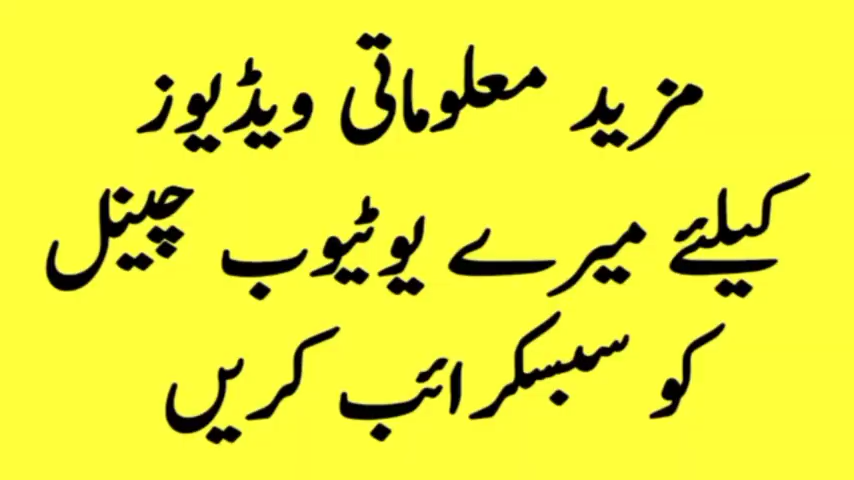 مزید معلوماتی ویڈیوز
کیلئے میرے یوٹیوب چینل
کو سبسکرائب کریں